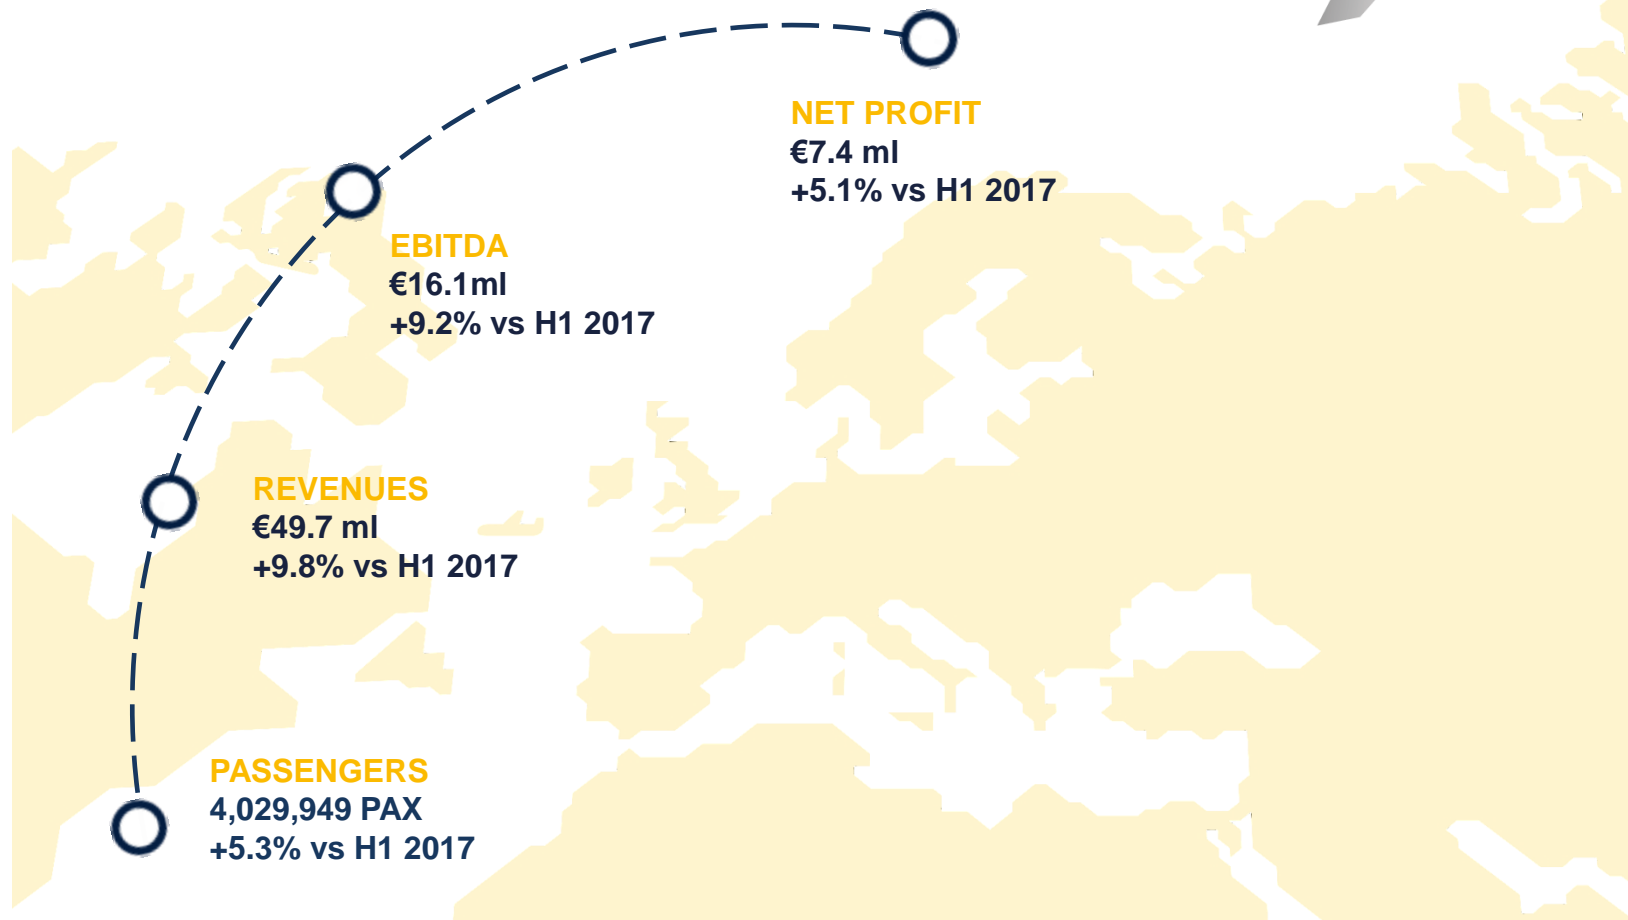 NET PROFIT
€7.4 ml
+5.1% vs H1 2017
EBITDA
€16.1ml
+9.2% vs H1 2017
REVENUES
€49.7 ml
+9.8% vs H1 2017
PASSENGERS
4,029,949 PAX
+5.3% vs H1 2017